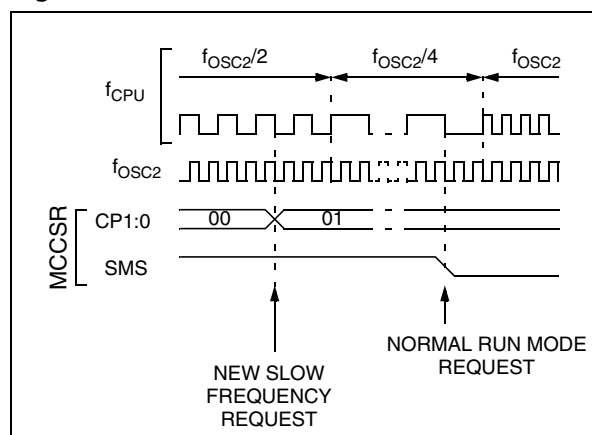 fOSC2/2 fOSC2/4 fOSC2
fCPU
fOSC2
MCCSR
CP1:0 00 01
SMS
NEW SLOW
FREQUENCY
REQUEST
NORMAL RUN MODE
REQUEST